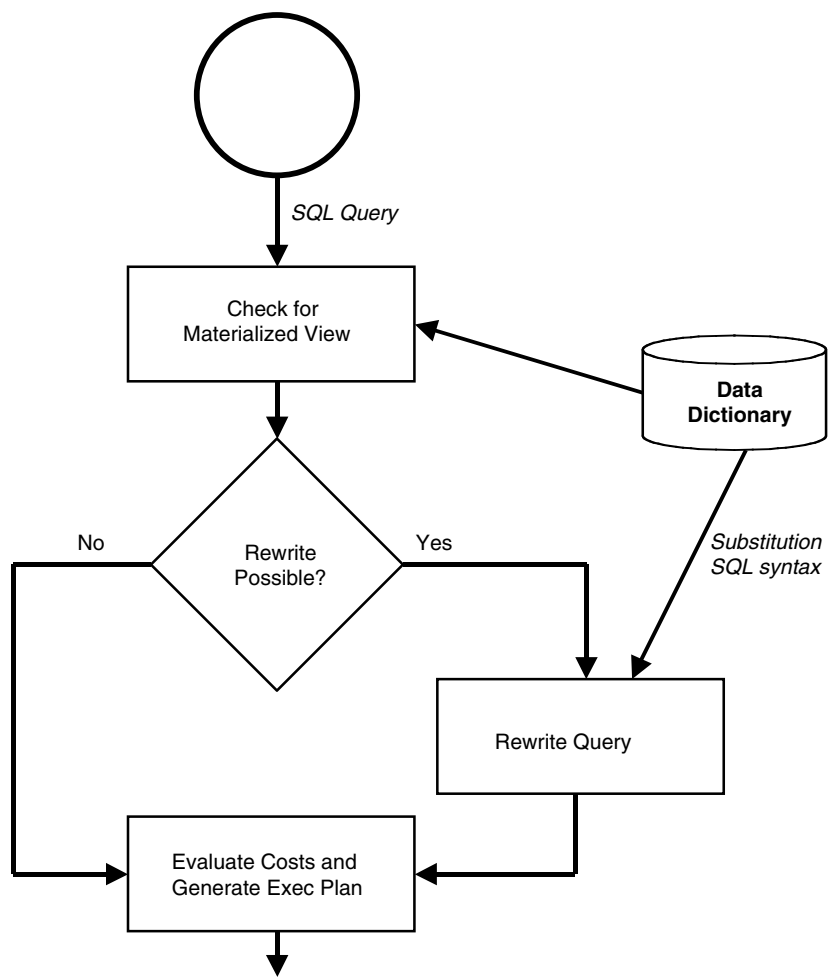 SQL Query
Check for
Materialized View
Data
Dictionary
No
Yes
Rewrite
Possible?
Substitution
SQL syntax
Rewrite Query
Evaluate Costs and
Generate Exec Plan